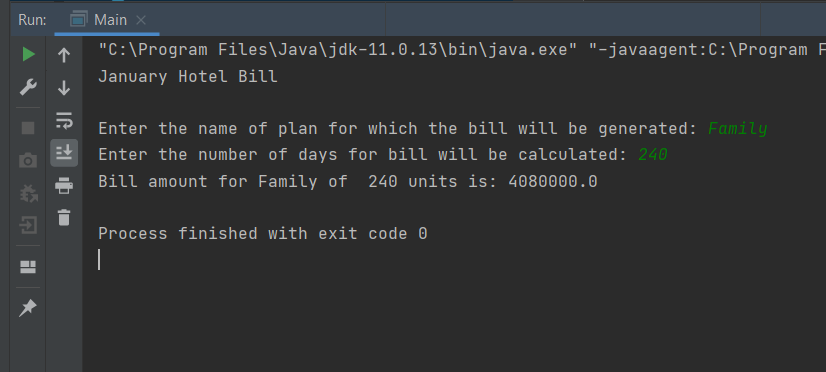 Run: Main
"C:\Program Files\Java\jdk-11.0.13\bin\java.exe" "-javaagent:C:\Program F
January Hotel Bill
Enter the name of plan for which the bill will be generated: Family
Enter the number of days for bill will be calculated: 240
Bill amount for Family of  240 units is: 4080000.0
Process finished with exit code 0